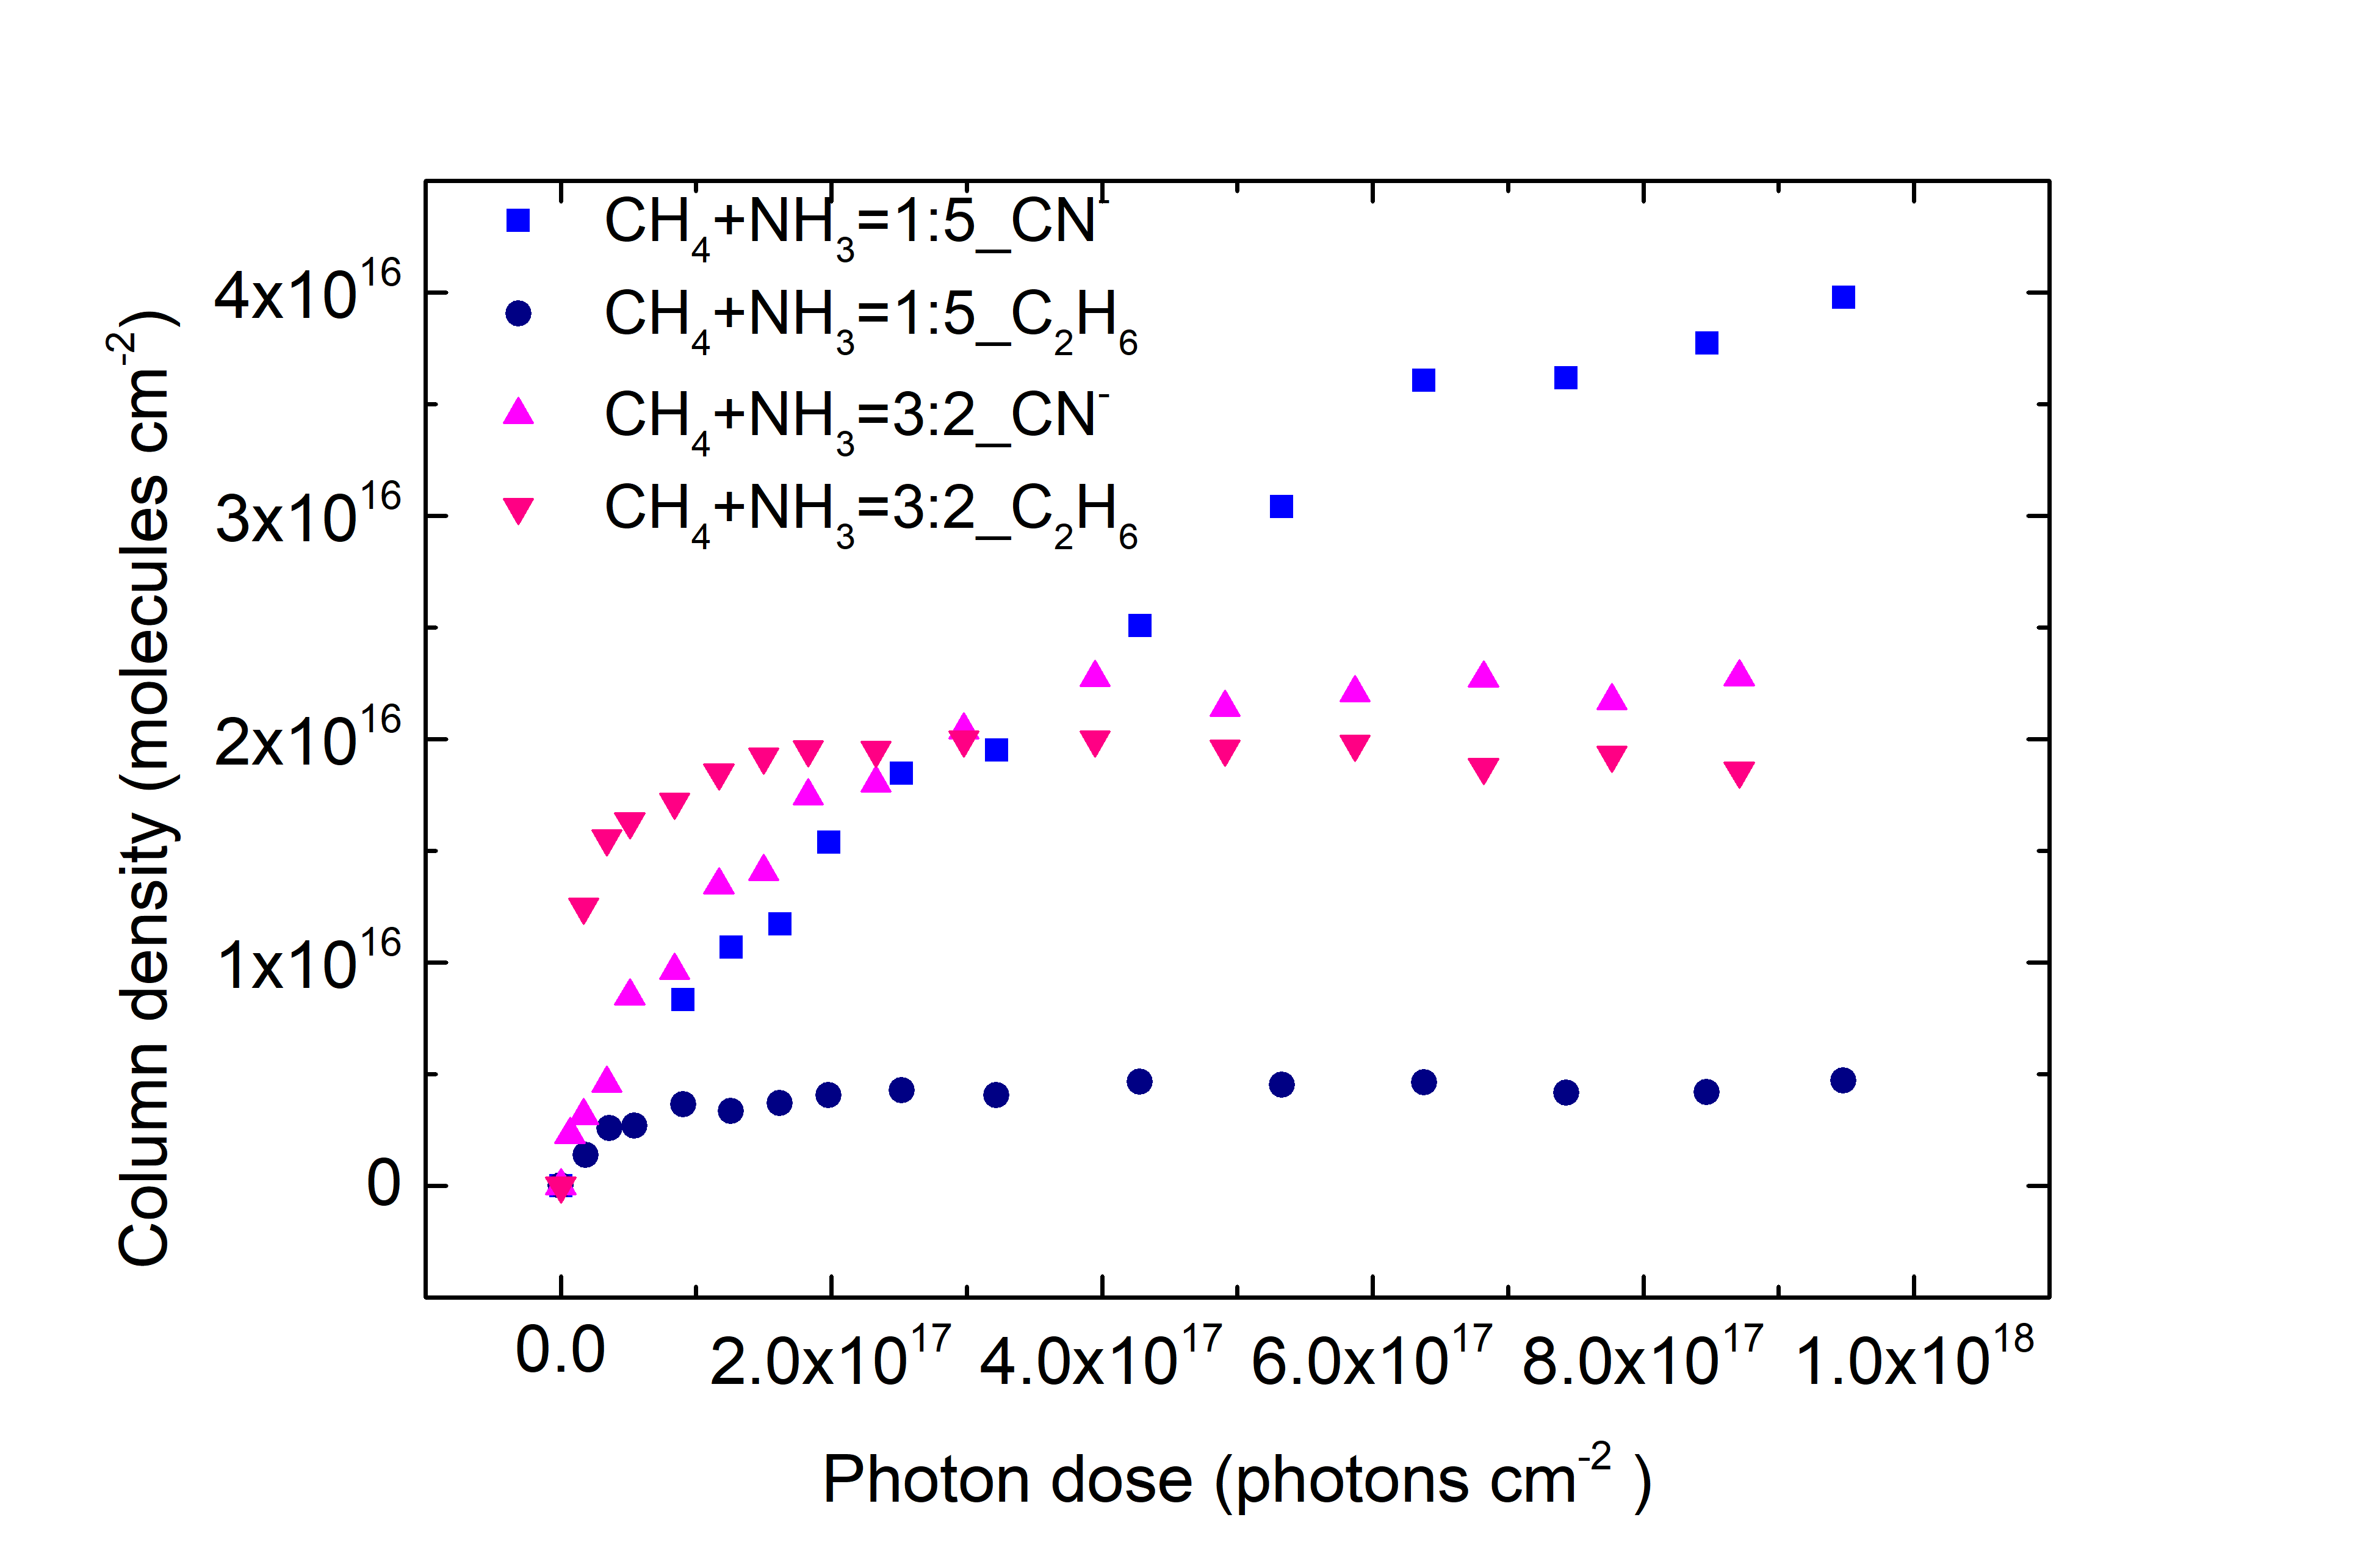 CH₄+NH₃=1:5_CN⁻
CH₄+NH₃=1:5_C₂H₆
CH₄+NH₃=3:2_CN⁻
CH₄+NH₃=3:2_C₂H₆
4x10¹⁶
3x10¹⁶
2x10¹⁶
1x10¹⁶
0
Column density (molecules cm⁻²)
0.0 2.0x10¹⁷ 4.0x10¹⁷ 6.0x10¹⁷ 8.0x10¹⁷ 1.0x10¹⁸
Photon dose (photons cm⁻² )